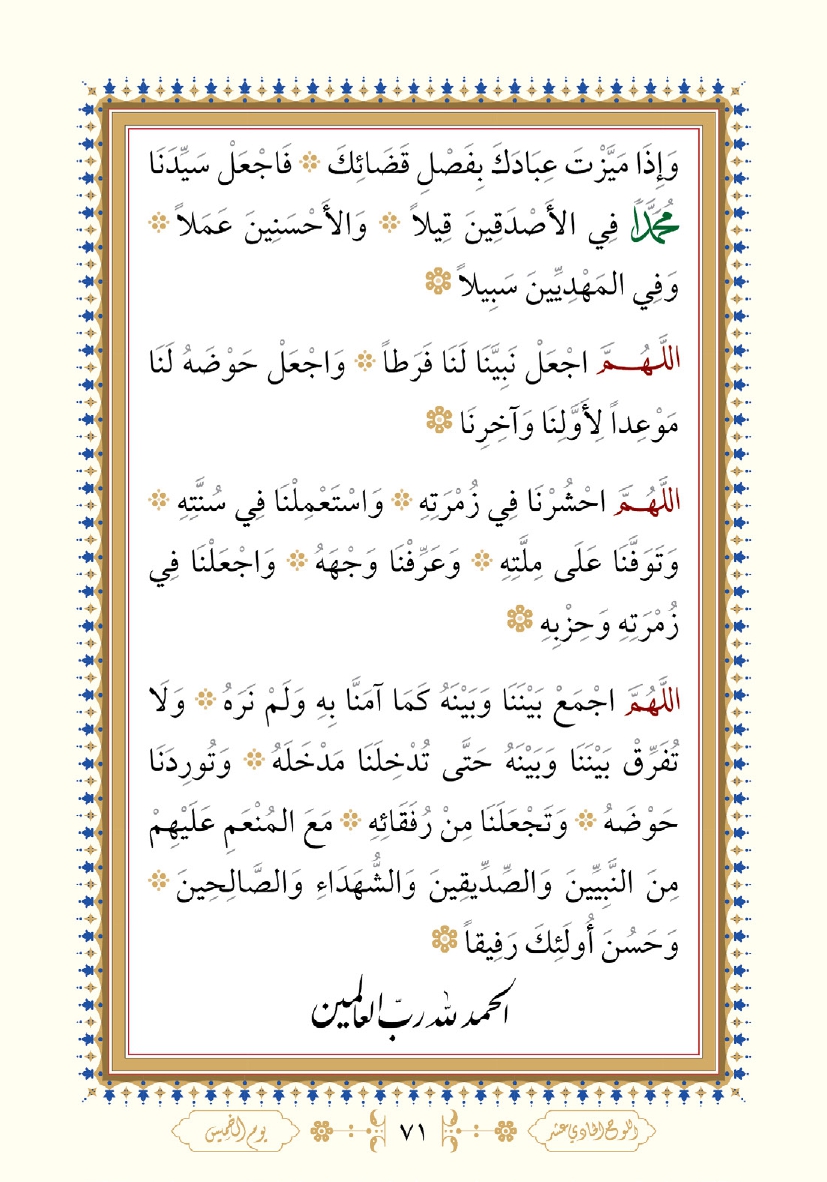 وَإِذَا مَيَّزْتَ عِبَادَكَ بِفَصْلِ قَضَائِكَ ۞ فَاجْعَلْ سَيِّدَنَا
مُحَمَّدًا فِي الأَصْدَقِينَ قِيلاً ۞ وَالأَحْسَنِينَ عَمَلاً ۞
وَفِي المَهْدِيِّينَ سَبِيلاً ۞
اللَّهُمَّ اجْعَلْ نَبِيَّنَا لَنَا فَرَطاً ۞ وَاجْعَلْ حَوْضَهُ لَنَا
مَوْعِداً لِأَوَّلِنَا وَآخِرِنَا ۞
اللَّهُمَّ احْشُرْنَا فِي زُمْرَتِهِ ۞ وَاسْتَعْمِلْنَا فِي سُنَّتِهِ ۞
وَتَوَفَّنَا عَلَى مِلَّتِهِ ۞ وَعَرِّفْنَا وَجْهَهُ ۞ وَاجْعَلْنَا فِي
زُمْرَتِهِ وَحِزْبِهِ ۞
اللَّهُمَّ اجْمَعْ بَيْنَنَا وَبَيْنَهُ كَمَا آمَنَّا بِهِ وَلَمْ نَرَهُ ۞ وَلَا
تُفَرِّقْ بَيْنَنَا وَبَيْنَهُ حَتَّى تُدْخِلَنَا مَدْخَلَهُ ۞ وَتُورِدَنَا
حَوْضَهُ ۞ وَتَجْعَلَنَا مِنْ رُفَقَائِهِ ۞ مَعَ المُنْعَمِ عَلَيْهِمْ
مِنَ النَّبِيِّينَ وَالصِّدِّيقِينَ وَالشُّهَدَاءِ وَالصَّالِحِينَ ۞
وَحَسُنَ أُولَئِكَ رَفِيقاً ۞
الحمد لله ربّ العالمين
اللوح الحادي عشر ٧١ يوم الخميس